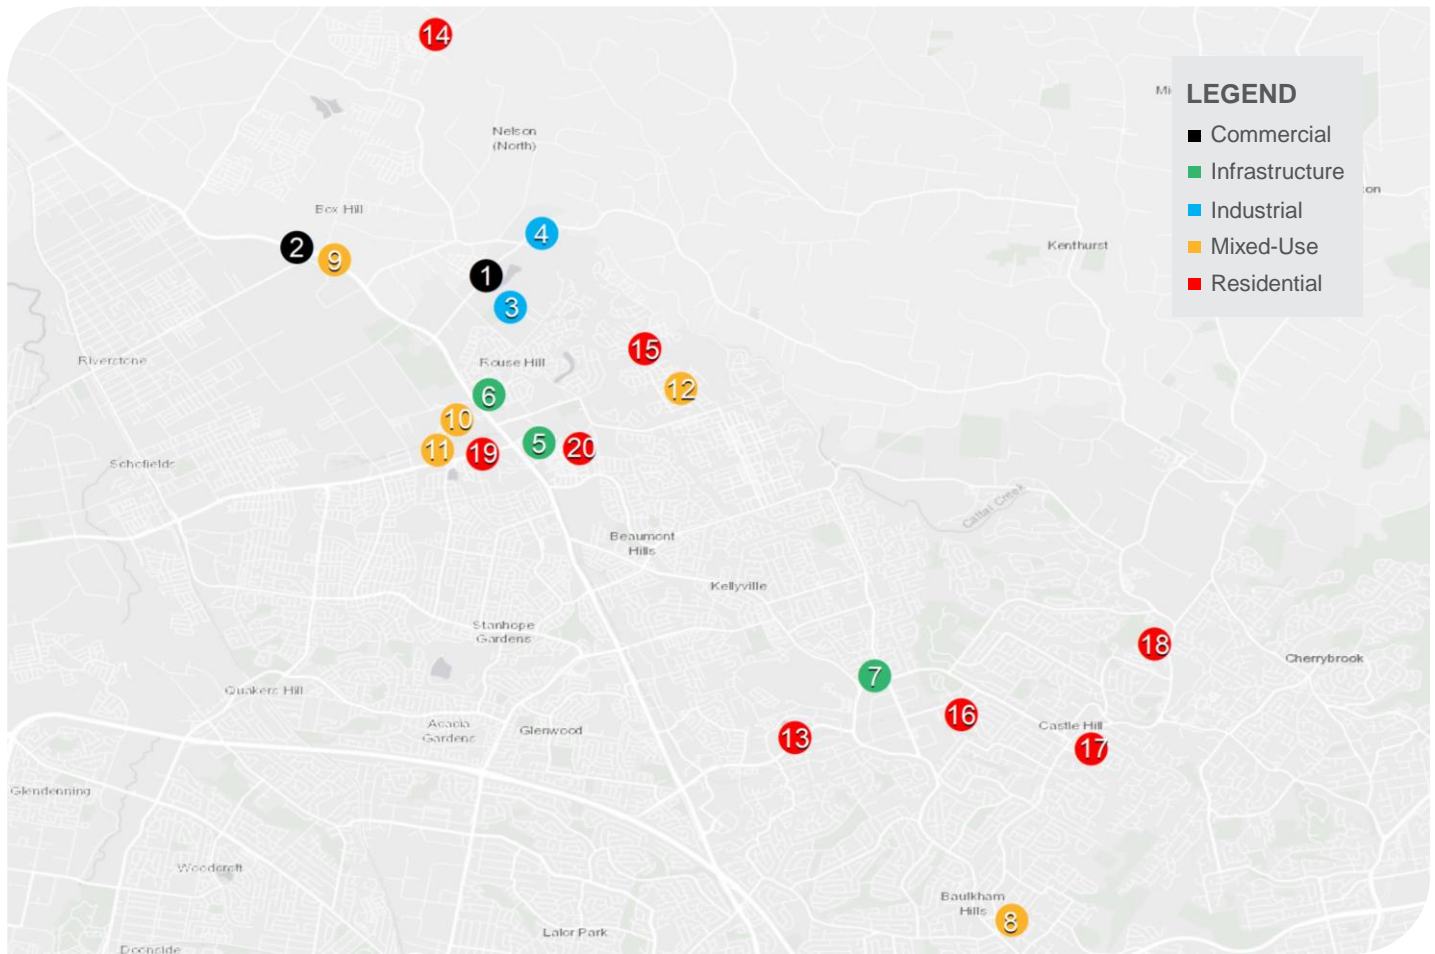 14
LEGEND
Mi
Commercial
Nelson
(North)
Infrastructure
ton
Industrial
Box Hill
4
Mixed-Use
Kenthurst
2
9
1
Residential
3
15
Riverstone
Rouse Hill
12
6
10
5
20
11
19
Schofields
Cattai Creek
Beaumont
Hills
Kellyville
Stanhope
Gardens
18
Cherrybrook
7
Quakers Hill
16
Acacia
Gardens
Glenwood
Castle Hill
13
17
Glendenning
Woodcroft
Baulkham
Hills
8
Lalor Park
Doonside